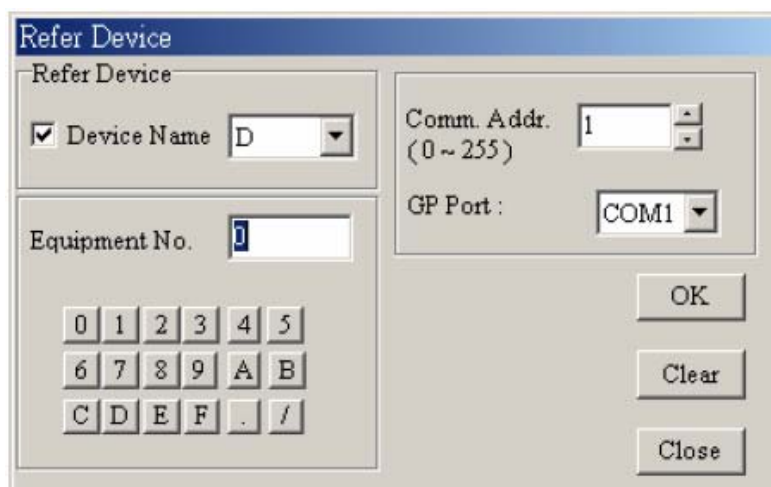 Refer Device
Refer Device
Device Name D
Equipment No. 0
0 1 2 3 4 5
6 7 8 9 A B
C D E F . /
Comm. Addr. 1
(0 ~ 255)
GP Port : COM1
OK
Clear
Close